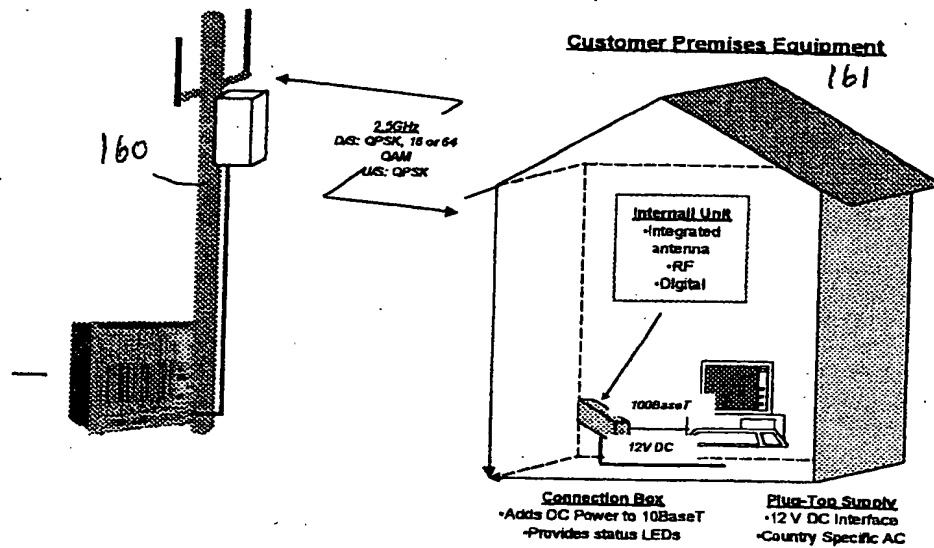 Customer Premises Equipment
161
160
2.5GHz
D/S: QPSK, 16 or 64
QAM
U/S: QPSK
Internail Unit
•Integrated
antenna
•RF
•Digital
100BaseT
12V DC
Connection Box
•Adds DC Power to 10BaseT
•Provides status LEDs
Plug-Top Supply
•12 V DC Interface
•Country Specific AC